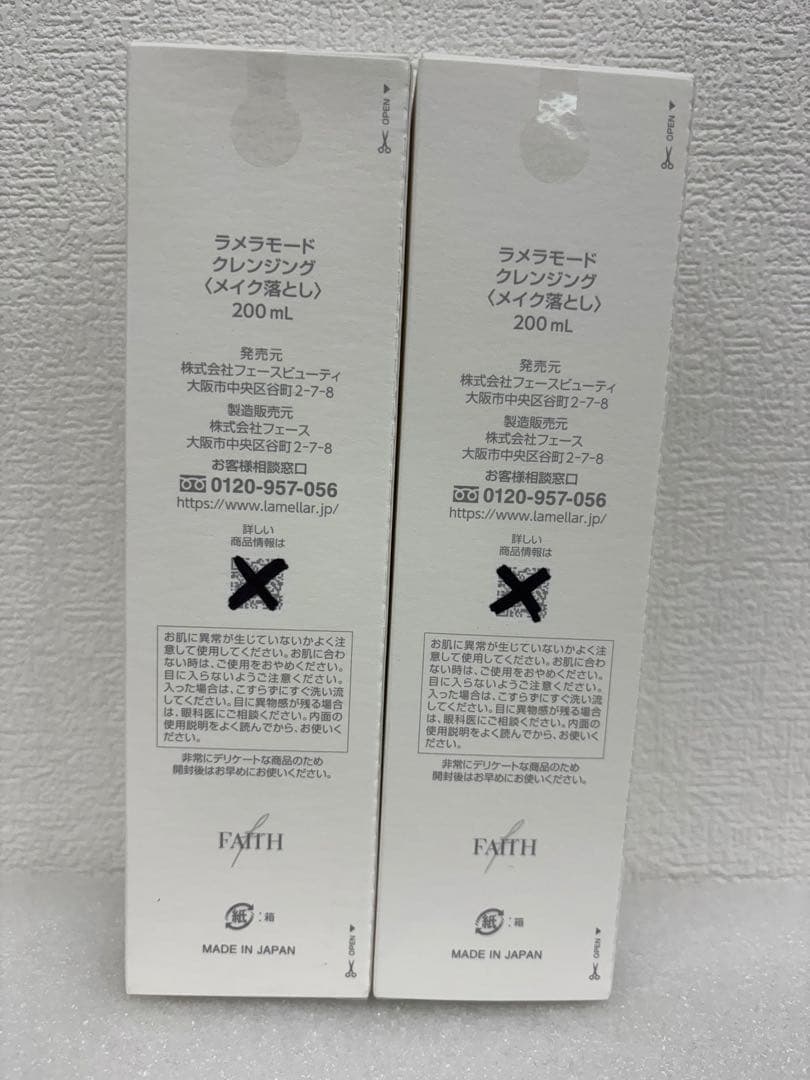 OPEN
ラメラモード
クレンジング
〈メイク落とし〉
200mL
発売元
株式会社フェースビューティ
大阪市中央区谷町2-7-8
製造販売元
株式会社フェース
大阪市中央区谷町2-7-8
お客様相談窓口
0120-957-056
https://www.lamellar.jp/
詳しい
商品情報は
お肌に異常が生じていないかよく注
意して使用してください。お肌に合わ
ない時は、ご使用をおやめください。
目に入らないようご注意ください。
入った場合は、こすらずにすぐ洗い流
してください。目に異物感が残る場合
は、眼科医にご相談ください。内面の
使用説明をよく読んでから、お使いく
ださい。
非常にデリケートな商品のため
開封後はお早めにお使いください。
FAITH
紙:箱
MADE IN JAPAN
OPEN
OPEN
ラメラモード
クレンジング
〈メイク落とし〉
200mL
発売元
株式会社フェースビューティ
大阪市中央区谷町2-7-8
製造販売元
株式会社フェース
大阪市中央区谷町2-7-8
お客様相談窓口
0120-957-056
https://www.lamellar.jp/
詳しい
商品情報は
お肌に異常が生じていないかよく注
意して使用してください。お肌に合わ
ない時は、ご使用をおやめください。
目に入らないようご注意ください。
入った場合は、こすらずにすぐ洗い流
してください。目に異物感が残る場合
は、眼科医にご相談ください。内面の
使用説明をよく読んでから、お使いく
ださい。
非常にデリケートな商品のため
開封後はお早めにお使いください。
FAITH
紙:箱
MADE IN JAPAN
OPEN